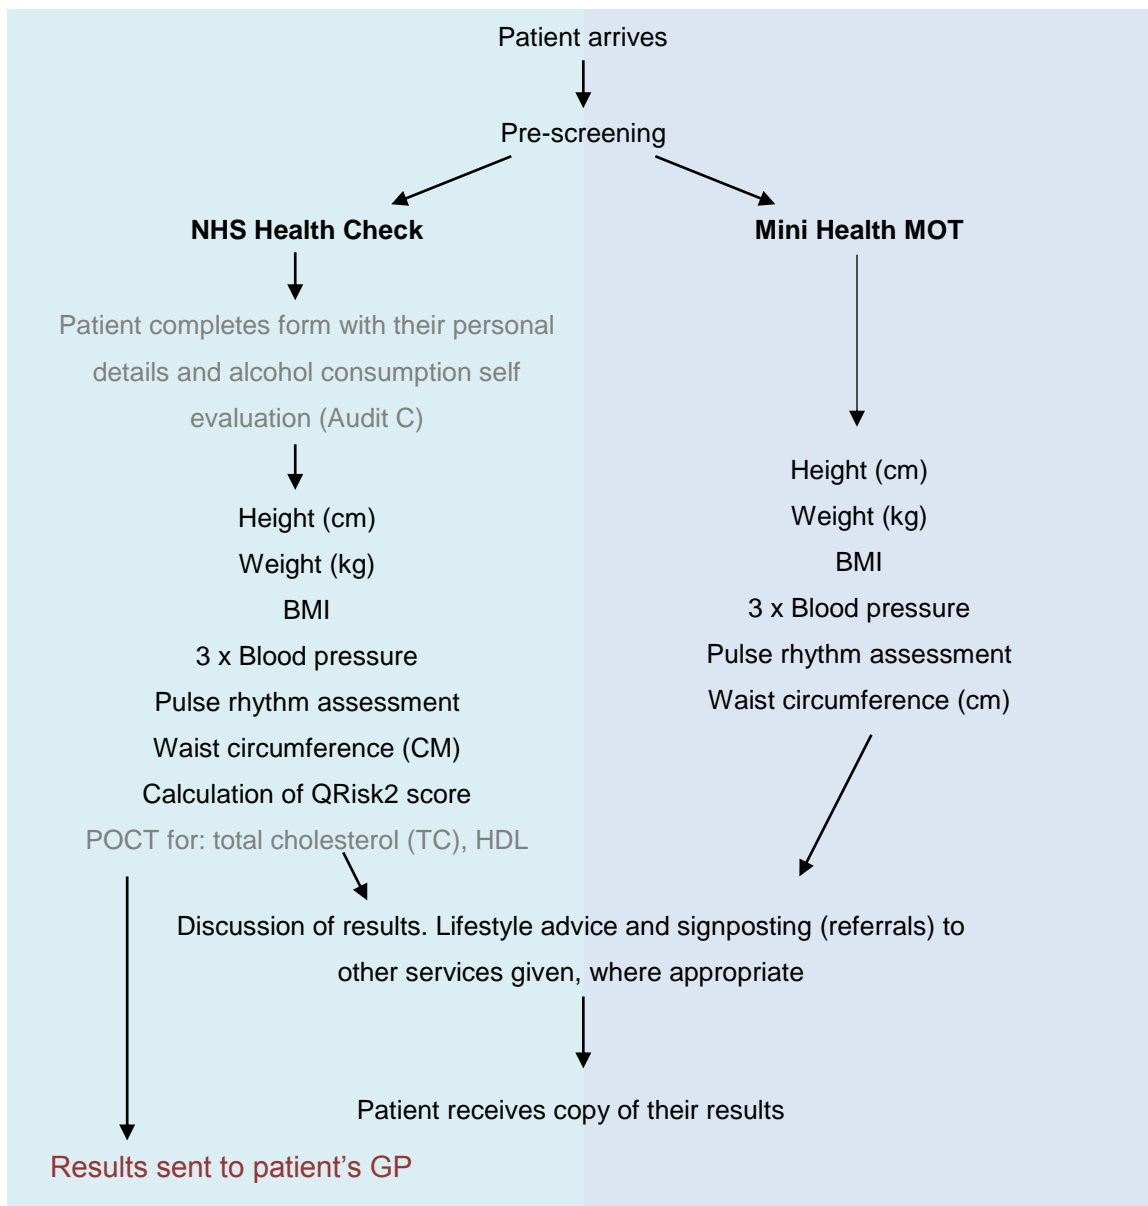 Patient arrives
Pre-screening
NHS Health Check
Patient completes form with their personal
details and alcohol consumption self
evaluation (Audit C)
Height (cm)
Weight (kg)
BMI
3 x Blood pressure
Pulse rhythm assessment
Waist circumference (CM)
Calculation of QRisk2 score
POCT for: total cholesterol (TC), HDL
Mini Health MOT
Height (cm)
Weight (kg)
BMI
3 x Blood pressure
Pulse rhythm assessment
Waist circumference (cm)
Discussion of results. Lifestyle advice and signposting (referrals) to
other services given, where appropriate
Patient receives copy of their results
Results sent to patient’s GP